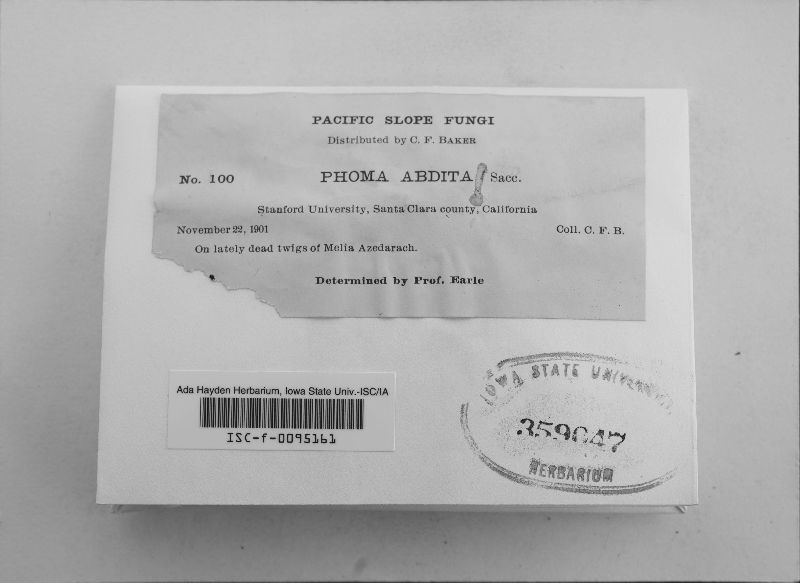 PACIFIC SLOPE FUNGI
Distributed by C. F. BAKER
No. 100 PHOMA ABDITA Sacc.
Stanford University, Santa Clara county, California
November 22, 1901 Coll. C. F. B.
On lately dead twigs of Melia Azedarach.
Determined by Prof. Earle
Ada Hayden Herbarium, Iowa State Univ.-ISC/IA
ISC-f-0095161
IOWA STATE UNIVERSITY
359047
HERBARIUM